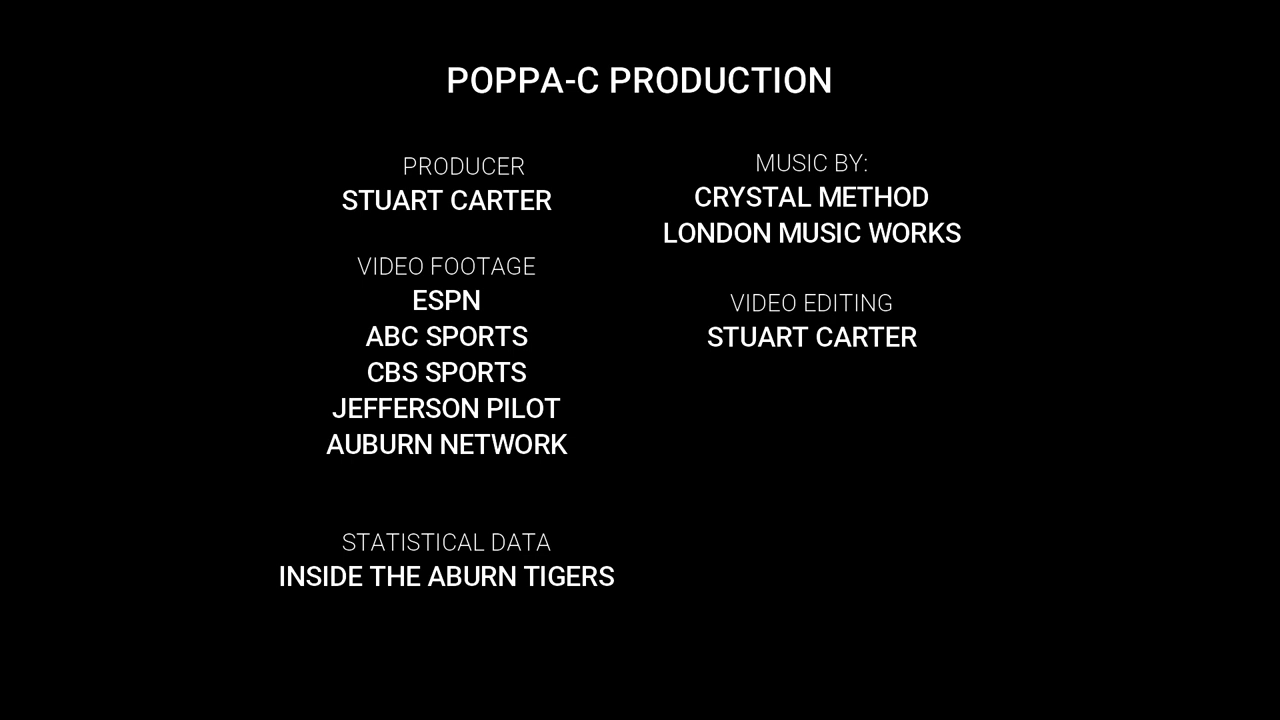 POPPA-C PRODUCTION
PRODUCER
STUART CARTER
VIDEO FOOTAGE
ESPN
ABC SPORTS
CBS SPORTS
JEFFERSON PILOT
AUBURN NETWORK
STATISTICAL DATA
INSIDE THE ABURN TIGERS
MUSIC BY:
CRYSTAL METHOD
LONDON MUSIC WORKS
VIDEO EDITING
STUART CARTER